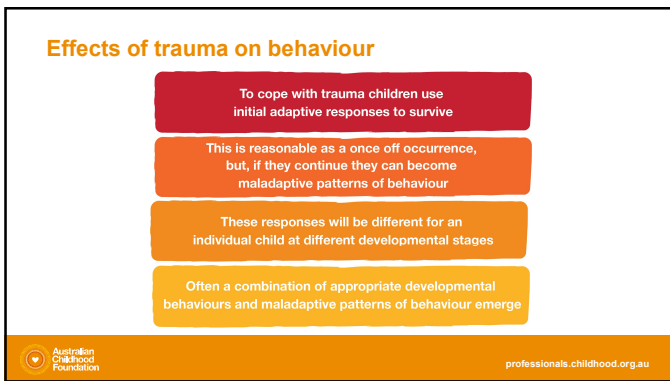 Effects of trauma on behaviour
To cope with trauma children use
initial adaptive responses to survive
This is reasonable as a once off occurrence,
but, if they continue they can become
maladaptive patterns of behaviour
These responses will be different for an
individual child at different developmental stages
Often a combination of appropriate developmental
behaviours and maladaptive patterns of behaviour emerge
Australian
Childhood
Foundation
professionals.childhood.org.au